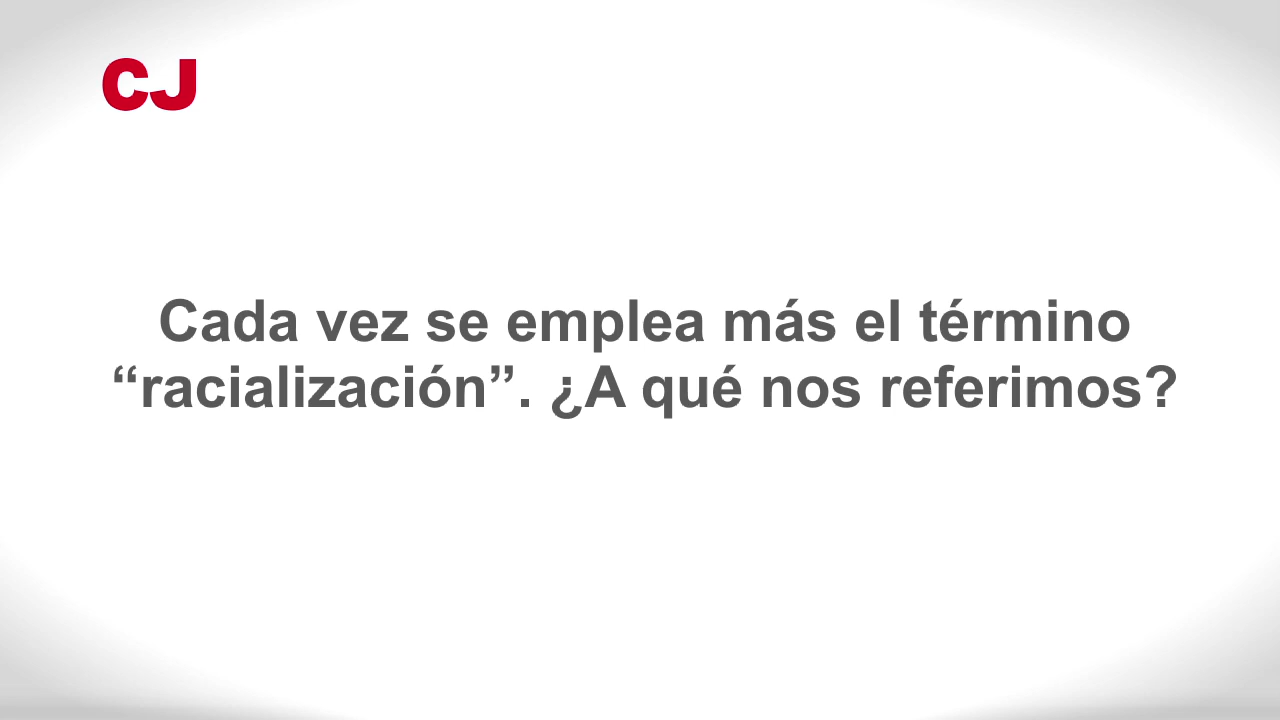 CJ
Cada vez se emplea más el término
“racialización”. ¿A qué nos referimos?